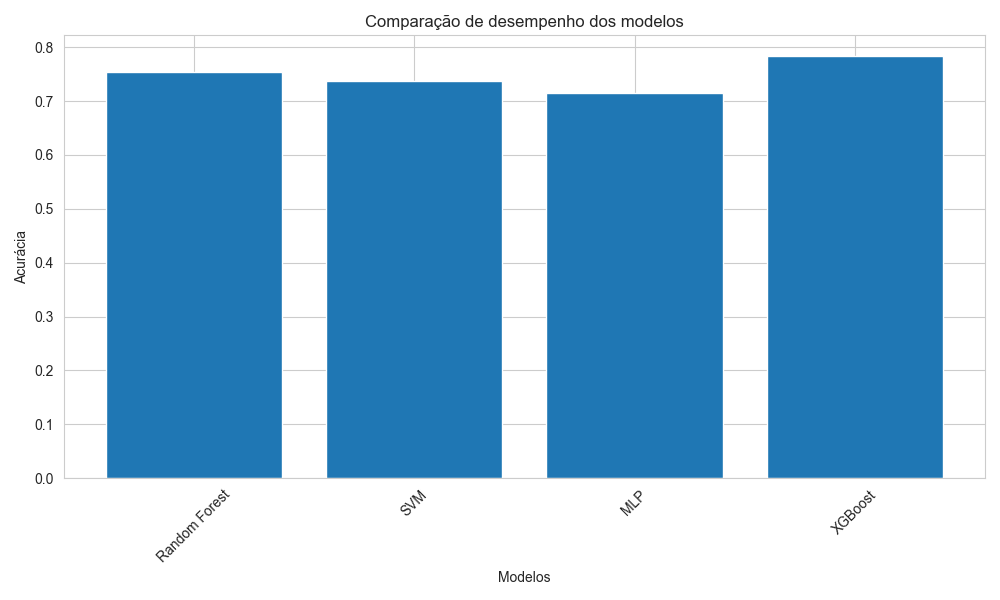 Comparação de desempenho dos modelos
0.8
0.7
0.6
0.5
0.4
0.3
0.2
0.1
0.0
Acurácia
Random Forest
SVM
MLP
XGBoost
Modelos